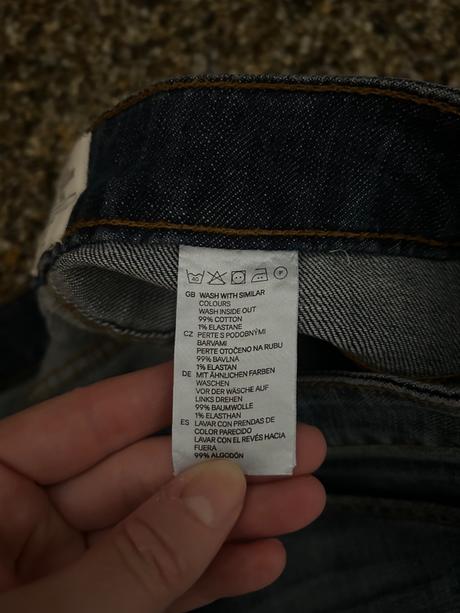 40
P
GB WASH WITH SIMILAR
COLOURS
WASH INSIDE OUT
99% COTTON
1% ELASTANE
CZ PERTE S PODOBNÝMI
BARVAMI
PERTE OTOČENO NA RUBU
99% BAVLNA
1% ELASTAN
DE MIT ÄHNLICHEN FARBEN
WASCHEN
VOR DER WÄSCHE AUF
LINKS DREHEN
99% BAUMWOLLE
1% ELASTHAN
ES LAVAR CON PRENDAS DE
COLOR PARECIDO
LAVAR CON EL REVÉS HACIA
FUERA
99% ALGODÓN